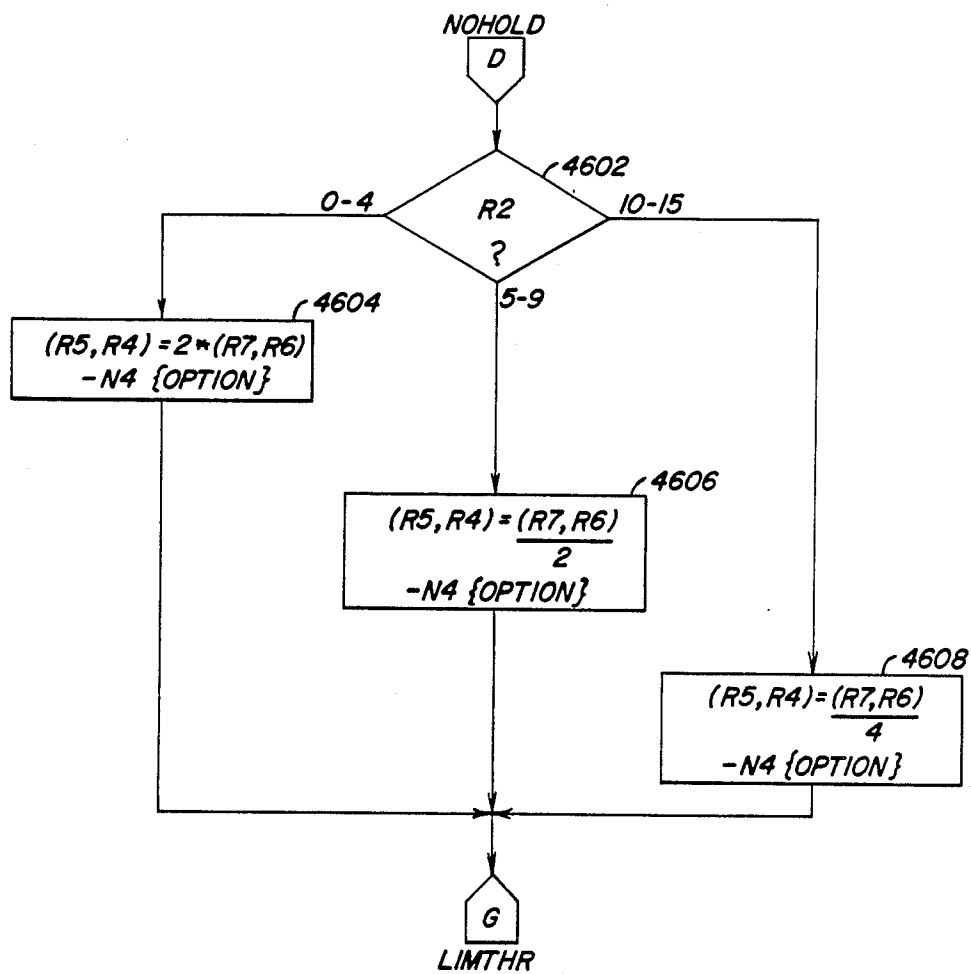 NOHOLD
D
4602
0-4
R2
10-15
?
5-9
4604
(R5,R4)=2*(R7,R6)
-N4 {OPTION}
4606
(R5,R4)=(R7,R6)
2
-N4 {OPTION}
4608
(R5,R4)=(R7,R6)
4
-N4 {OPTION}
G
LIMTHR